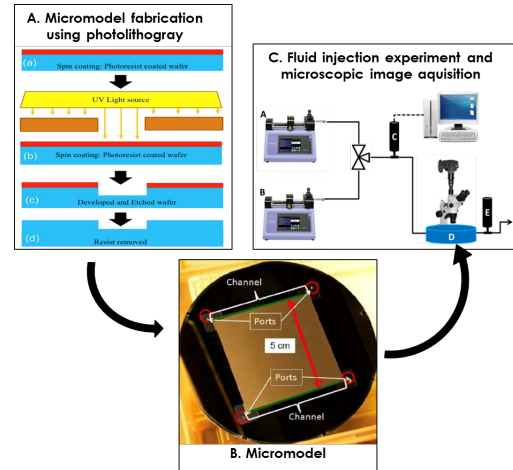 A. Micromodel fabrication
using photolithogray
(a)
Spin coating: Photoresist coated wafer
UV Light source
(b)
Spin coating: Photoresist coated wafer
(c)
Developed and Etched wafer
(d)
Resist removed
C. Fluid injection experiment and
microscopic image aquisition
A
B
C
D
E
Channel
Ports
5 cm
Ports
Channel
B. Micromodel